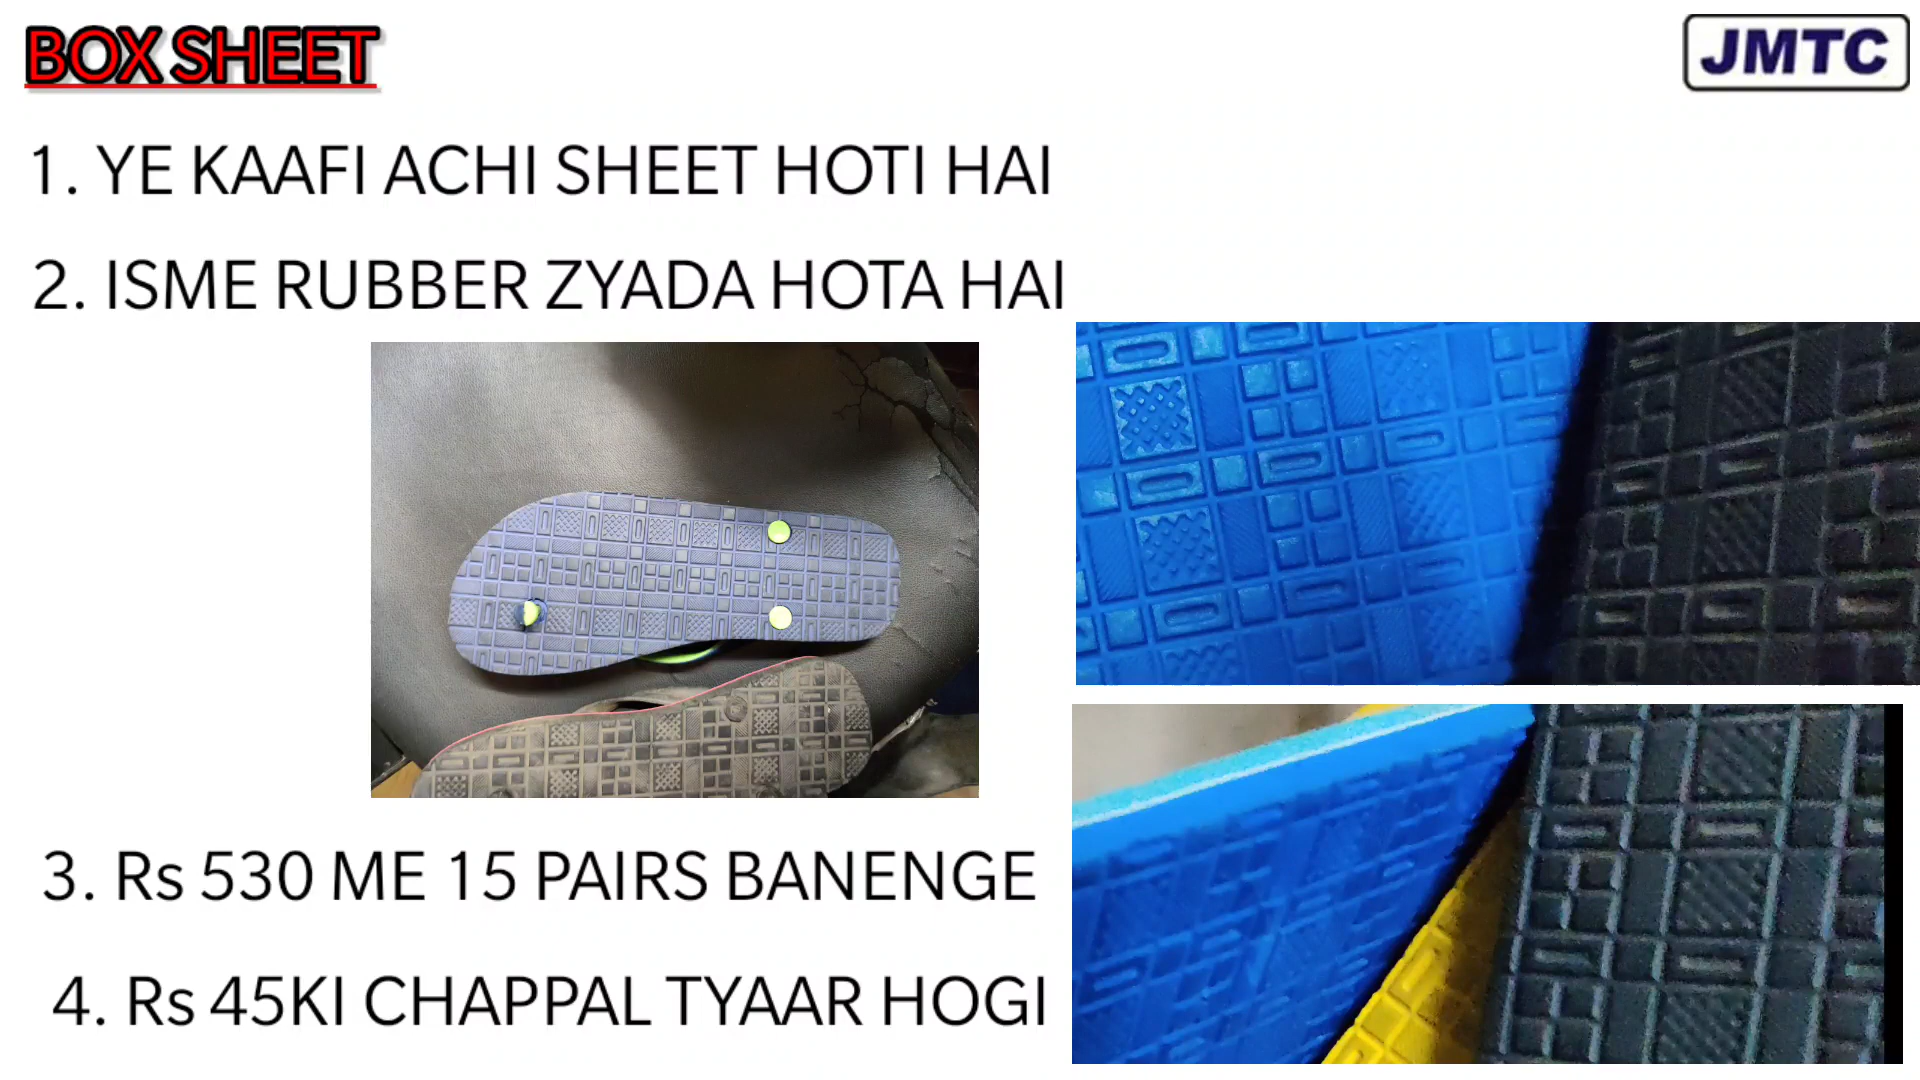 BOX SHEET
JMTC
1. YE KAAFI ACHI SHEET HOTI HAI
2. ISME RUBBER ZYADA HOTA HAI
3. Rs 530 ME 15 PAIRS BANENGE
4. Rs 45KI CHAPPAL TYAAR HOGI